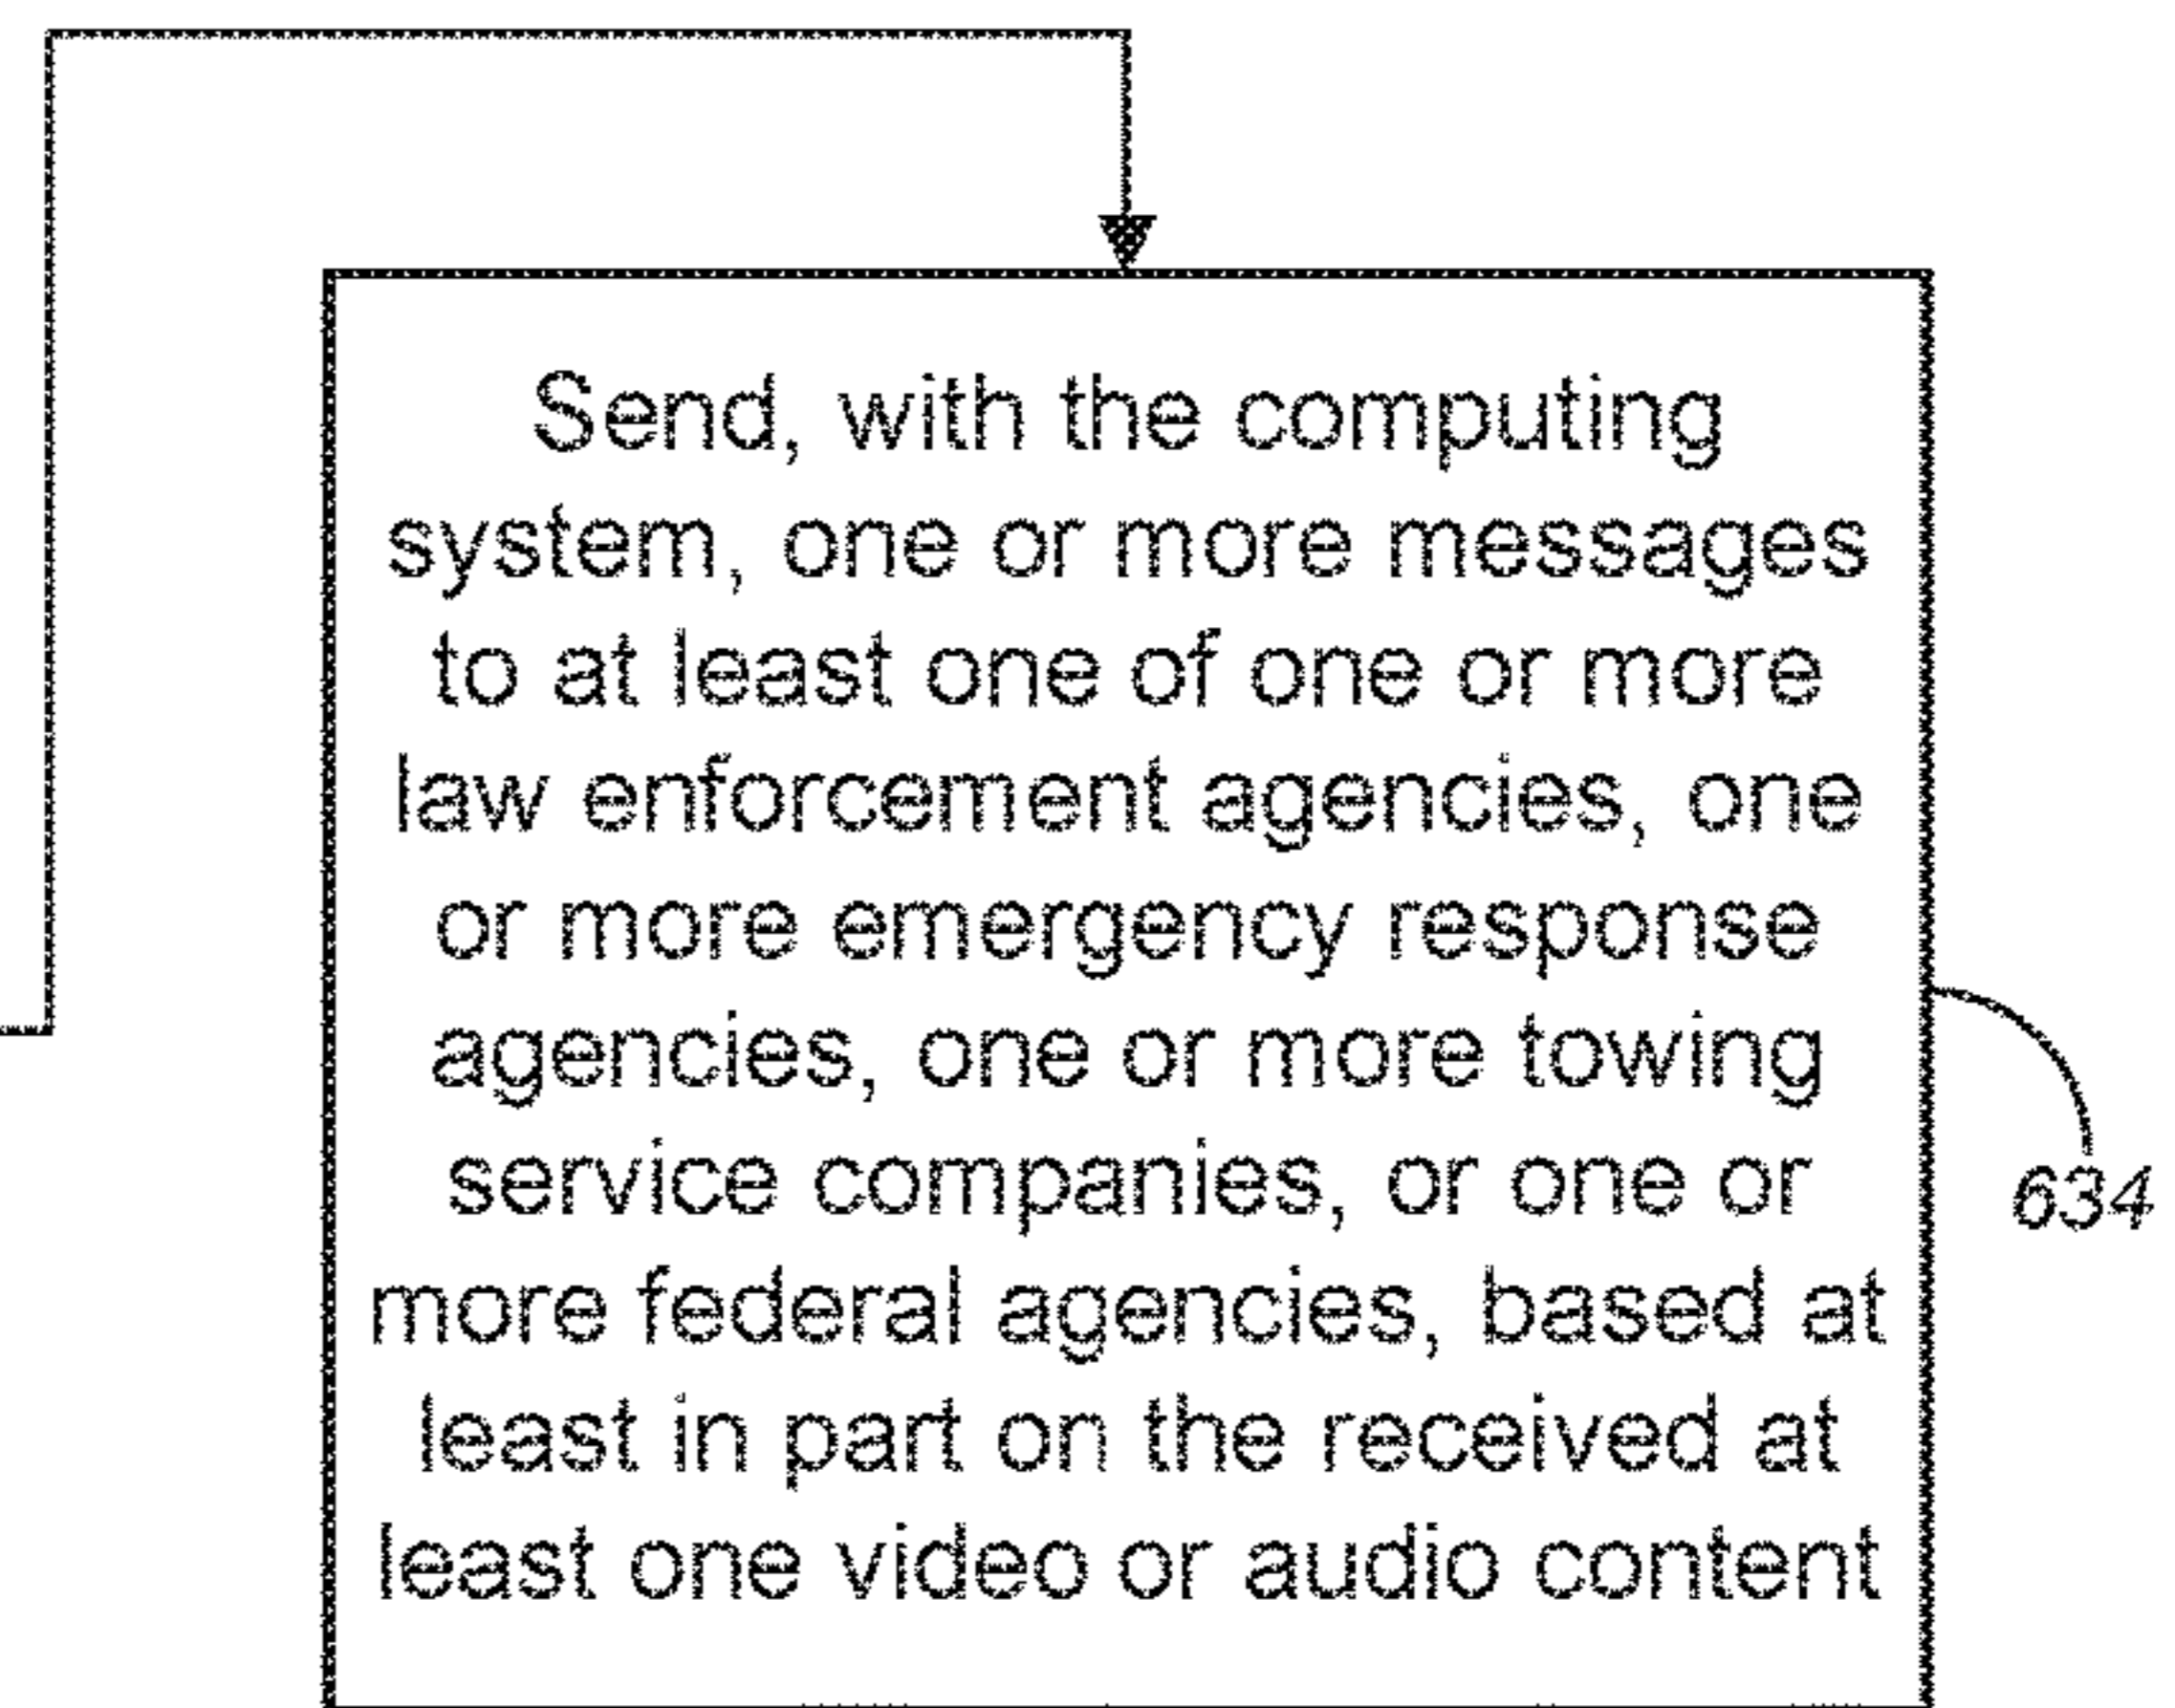 Send, with the computing
system, one or more messages
to at least one of one or more
law enforcement agencies, one
or more emergency response
agencies, one or more towing
service companies, or one or
more federal agencies, based at
least in part on the received at
least one video or audio content
634